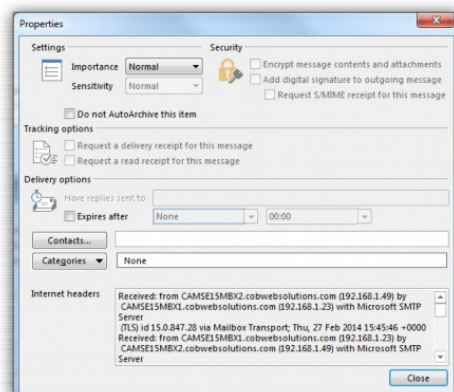 Properties
Settings
Security
Importance
Normal
Encrypt message contents and attachments
Sensitivity
Normal
Add digital signature to outgoing message
Request S/MIME receipt for this message
Do not AutoArchive this item
Tracking options
Request a delivery receipt for this message
Request a read receipt for this message
Delivery options
Have replies sent to
Expires after
None
00:00
Contacts...
Categories
None
Internet headers
Received: from CAMSE15MBX2.cobwebsolutions.com (192.168.1.49) by
CAMSE15MBX1.cobwebsolutions.com (192.168.1.23) with Microsoft SMTP
Server
(TLS) id 15.0.847.28 via Mailbox Transport; Thu, 27 Feb 2014 15:45:46 +0000
Received: from CAMSE15MBX1.cobwebsolutions.com (192.168.1.23) by
CAMSE15MBX2.cobwebsolutions.com (192.168.1.49) with Microsoft SMTP
Server
Close